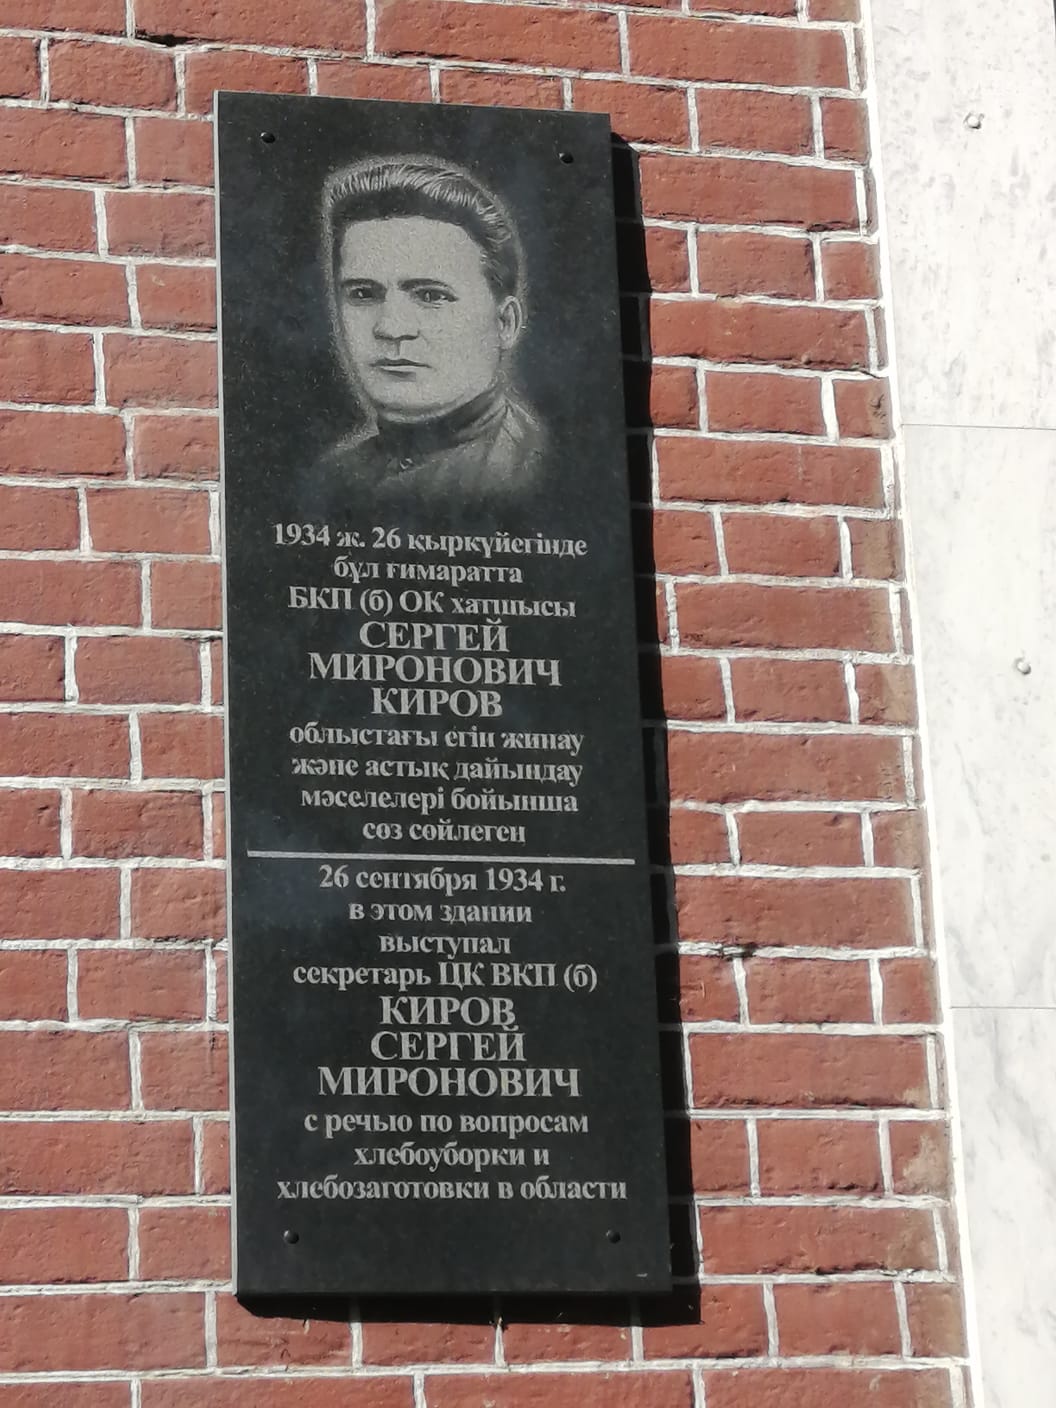 1934 ж. 26 қыркүйегінде
бұл ғимаратта
БКП (б) ОК хатшысы
СЕРГЕЙ
МИРОНОВИЧ
КИРОВ
облыстағы егін жинау
және астық дайындау
мәселелері бойынша
сөз сөйлеген
26 сентября 1934 г.
в этом здании
выступал
секретарь ЦК ВКП (б)
КИРОВ
СЕРГЕЙ
МИРОНОВИЧ
с речью по вопросам
хлебоуборки и
хлебозаготовки в области